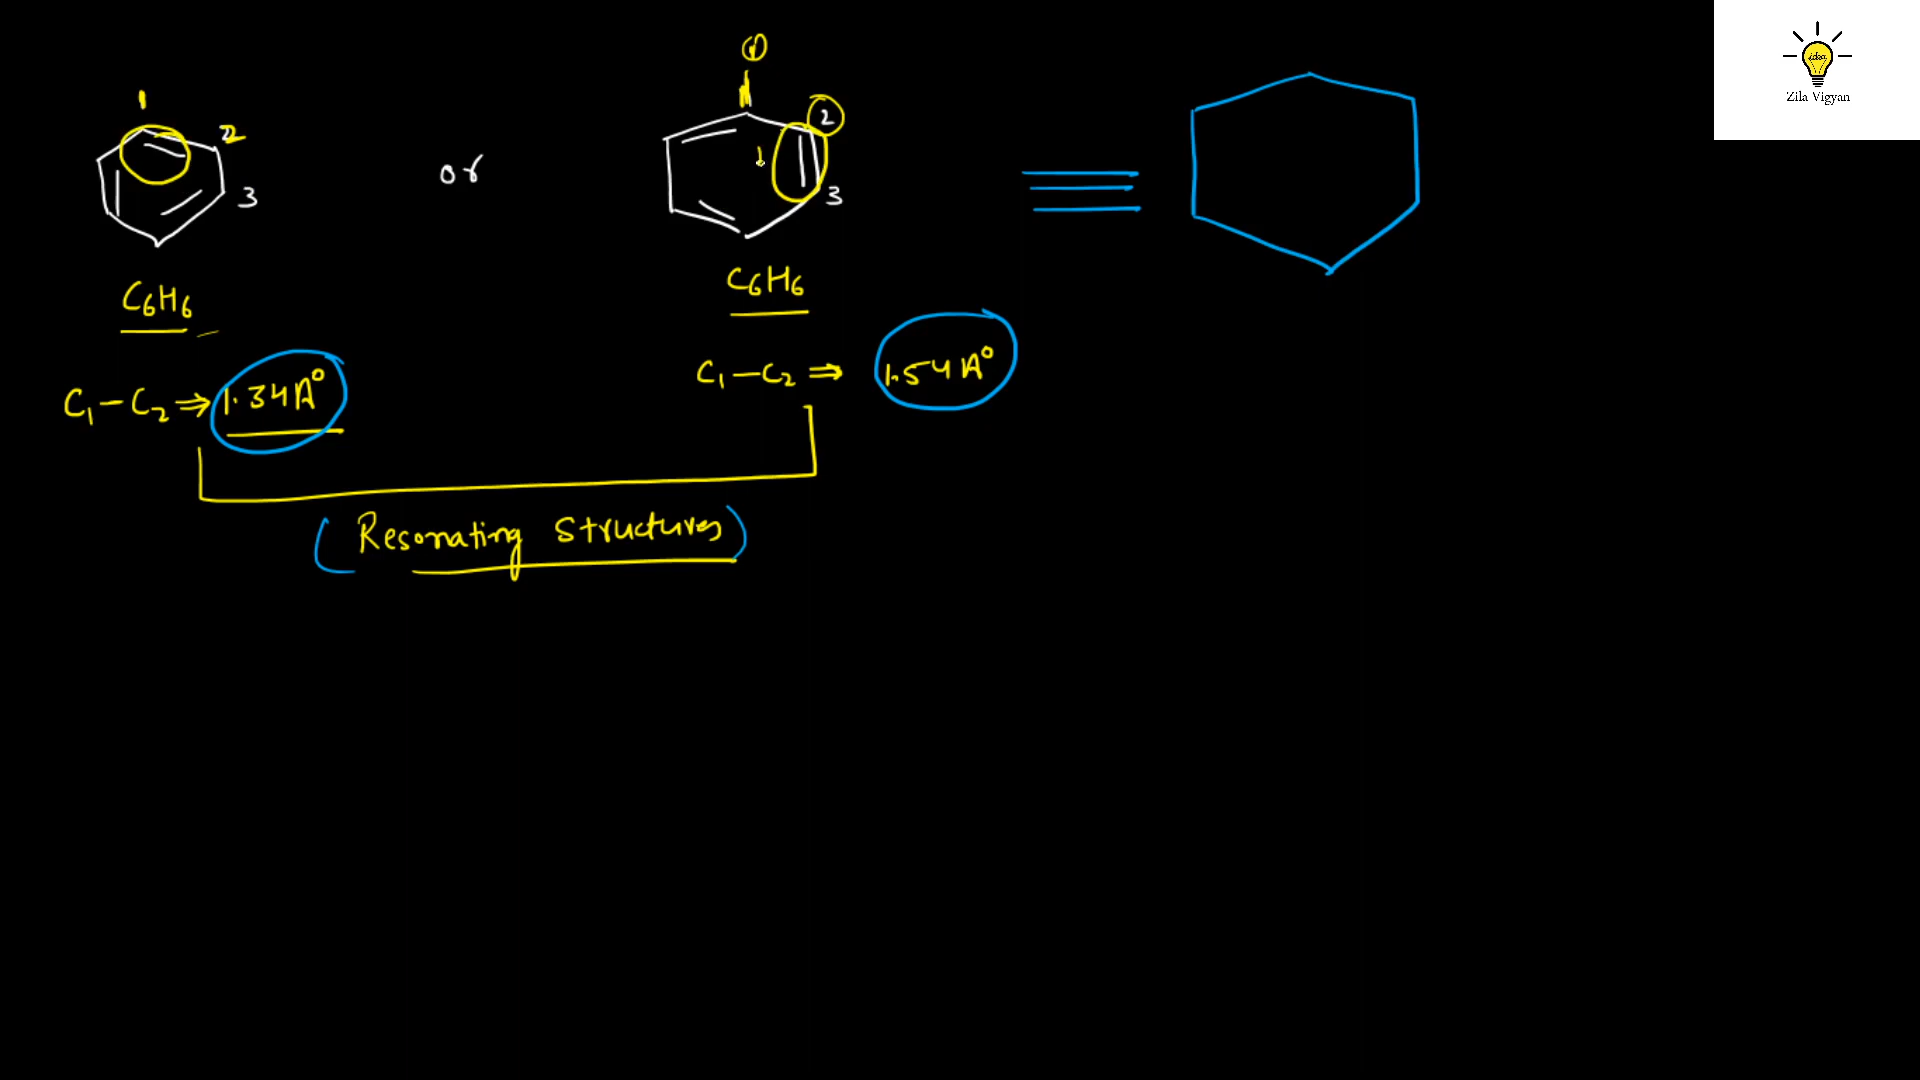 1
2
3
or
1
2
1
3
idea
Zila Vigyan
C₆H₆
C₆H₆
C₁—C₂ ⇒ 1.34A°
C₁—C₂ ⇒ 1.54A°
(Resonating Structures)